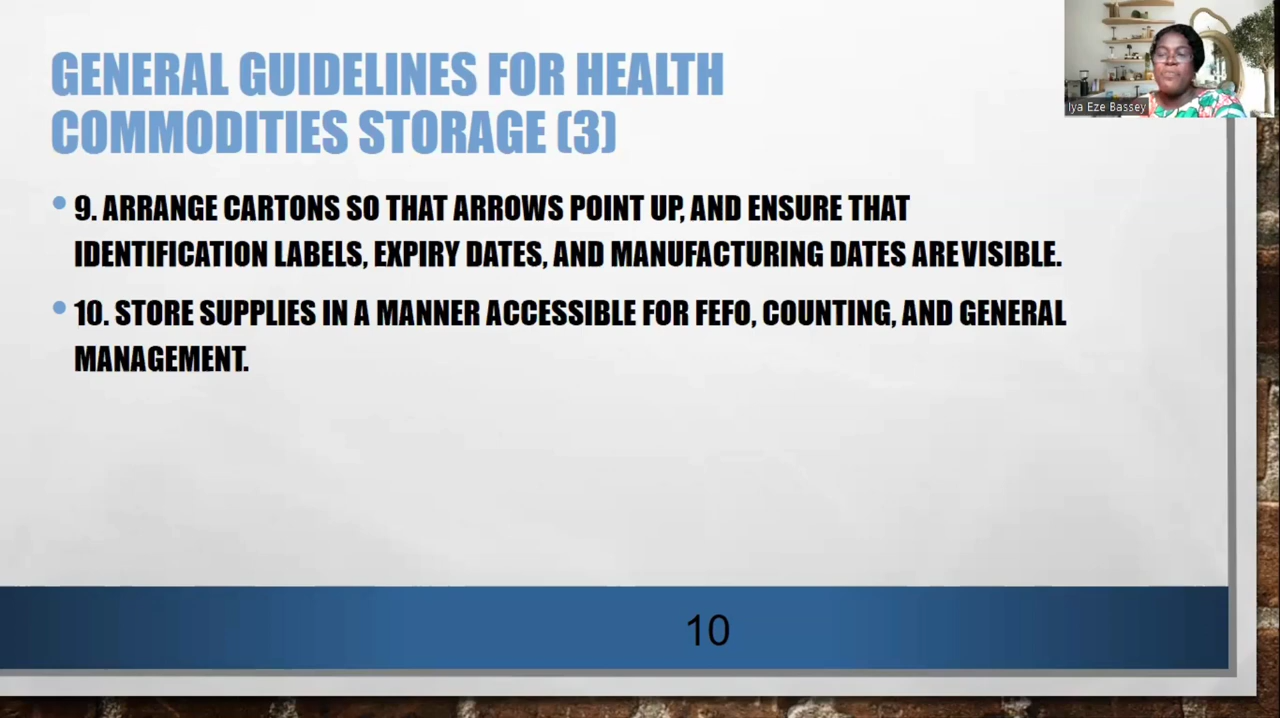 GENERAL GUIDELINES FOR HEALTH
COMMODITIES STORAGE (3)
Iya Eze Bassey
• 9. ARRANGE CARTONS SO THAT ARROWS POINT UP, AND ENSURE THAT
IDENTIFICATION LABELS, EXPIRY DATES, AND MANUFACTURING DATES ARE VISIBLE.
• 10. STORE SUPPLIES IN A MANNER ACCESSIBLE FOR FEFO, COUNTING, AND GENERAL
MANAGEMENT.
10